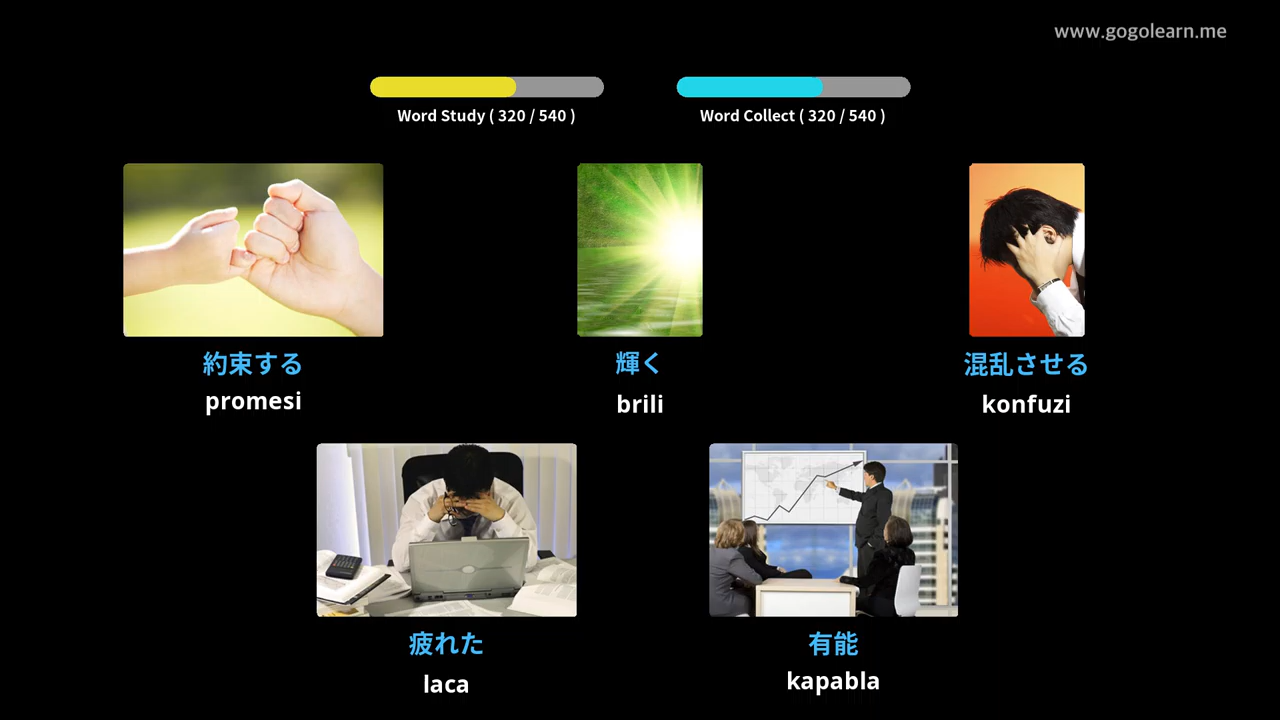 www.gogolearn.me
Word Study ( 320 / 540 )
Word Collect ( 320 / 540 )
約束する
promesi
輝く
brili
混乱させる
konfuzi
疲れた
laca
有能
kapabla